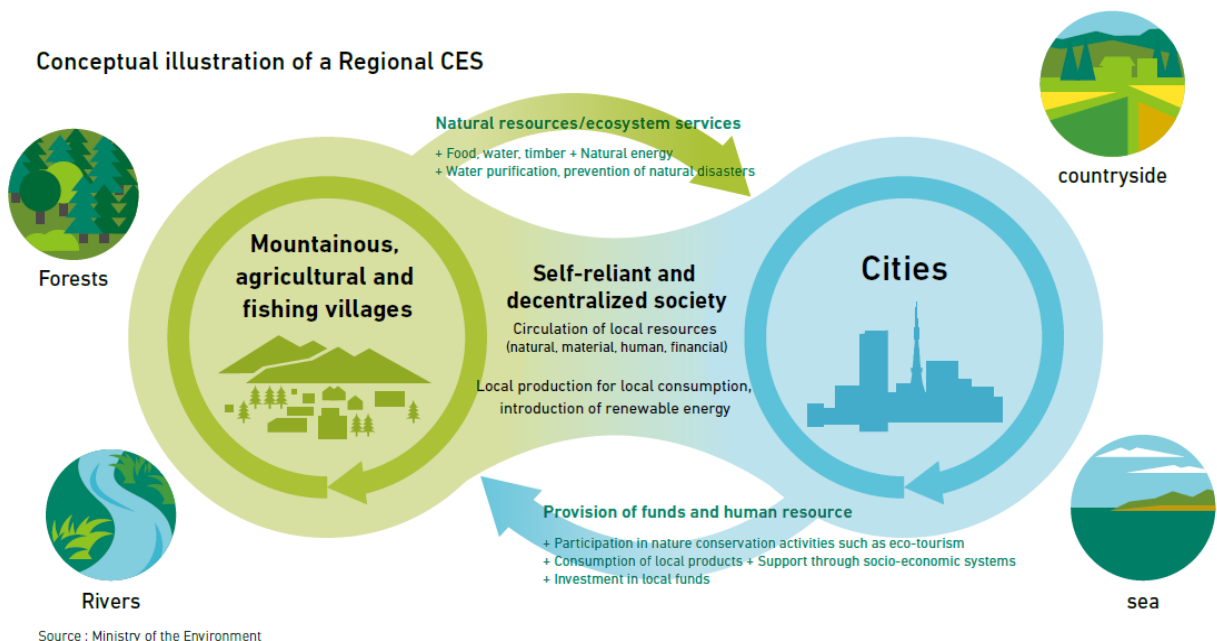 Conceptual illustration of a Regional CES
Natural resources/ecosystem services
+ Food, water, timber + Natural energy
+ Water purification, prevention of natural disasters
countryside
Forests
Mountainous,
agricultural and
fishing villages
Self-reliant and
decentralized society
Circulation of local resources
(natural, material, human, financial)
Local production for local consumption,
introduction of renewable energy
Cities
Provision of funds and human resource
+ Participation in nature conservation activities such as eco-tourism
+ Consumption of local products + Support through socio-economic systems
+ Investment in local funds
Rivers
sea
Source : Ministry of the Environment